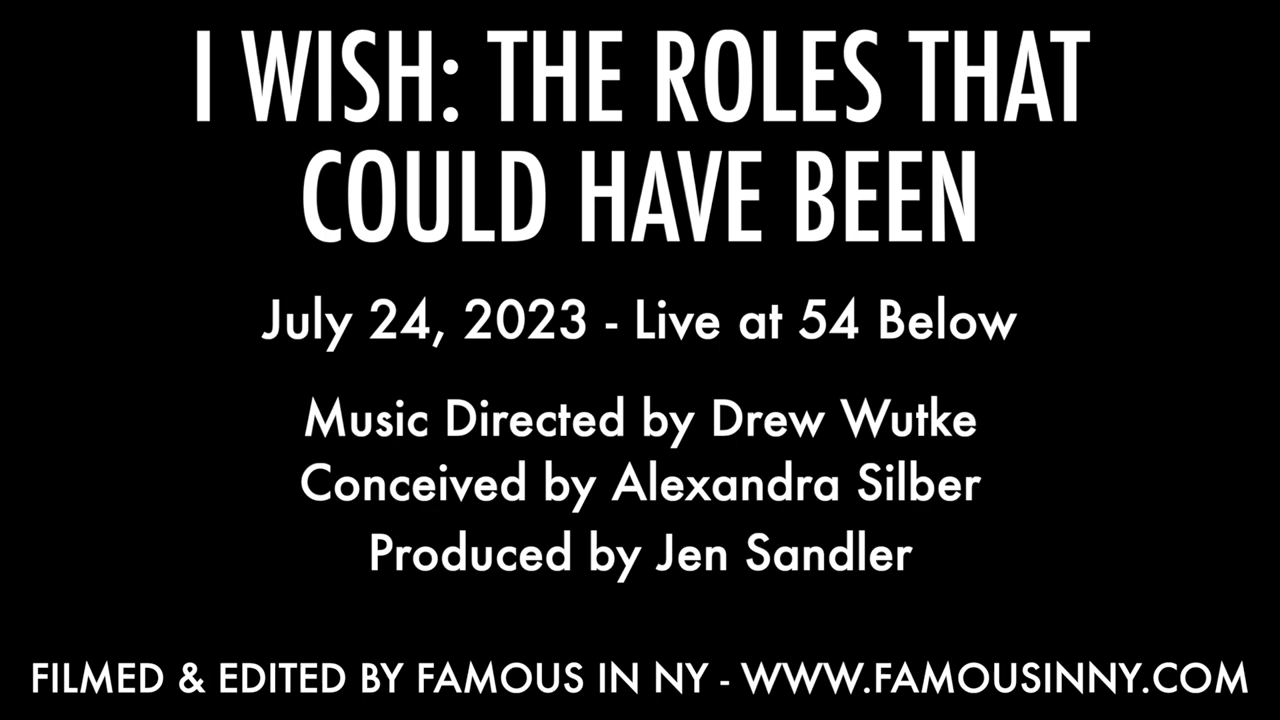 I WISH: THE ROLES THAT
COULD HAVE BEEN
July 24, 2023 - Live at 54 Below
Music Directed by Drew Wutke
Conceived by Alexandra Silber
Produced by Jen Sandler
FILMED & EDITED BY FAMOUS IN NY - WWW.FAMOUSINNY.COM